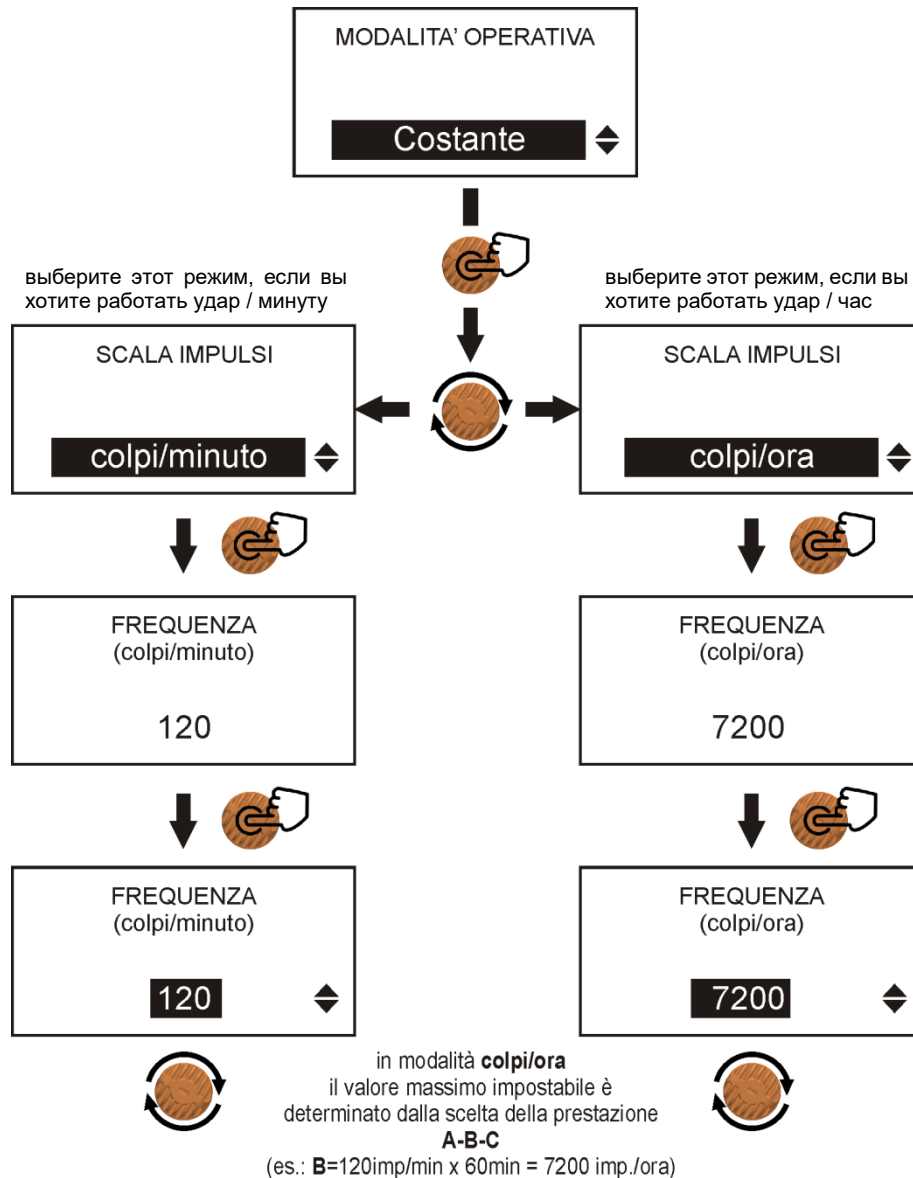 MODALITA’ OPERATIVA
Costante
выберите этот режим, если вы
хотите работать удар / минуту
выберите этот режим, если вы
хотите работать удар / час
SCALA IMPULSI
colpi/minuto
SCALA IMPULSI
colpi/ora
FREQUENZA
(colpi/minuto)
120
FREQUENZA
(colpi/ora)
7200
FREQUENZA
(colpi/minuto)
120
FREQUENZA
(colpi/ora)
7200
in modalità colpi/ora
il valore massimo impostabile è
determinato dalla scelta della prestazione
A-B-C
(es.: B=120imp/min x 60min = 7200 imp./ora)